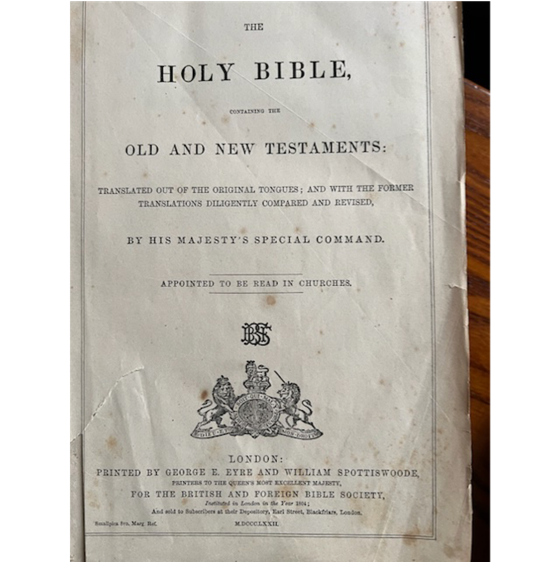 THE
HOLY BIBLE,
CONTAINING THE
OLD AND NEW TESTAMENTS:
TRANSLATED OUT OF THE ORIGINAL TONGUES; AND WITH THE FORMER
TRANSLATIONS DILIGENTLY COMPARED AND REVISED,
BY HIS MAJESTY'S SPECIAL COMMAND.
APPOINTED TO BE READ IN CHURCHES.
LONDON:
PRINTED BY GEORGE E. EYRE AND WILLIAM SPOTTISWOODE,
PRINTERS TO THE QUEEN'S MOST EXCELLENT MAJESTY,
FOR THE BRITISH AND FOREIGN BIBLE SOCIETY,
Instituted in London in the Year 1804;
And sold to Subscribers at their Depository, Earl Street, Blackfriars, London.
8vo. Marg. Ref.
M.DCCC.LXXII.